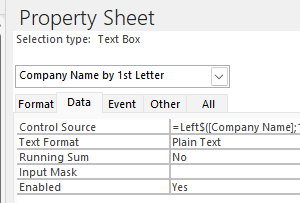 Property Sheet
Selection type: Text Box
Company Name by 1st Letter
Format Data Event Other All
Control Source =Left$([Company Name];
Text Format Plain Text
Running Sum No
Input Mask
Enabled Yes